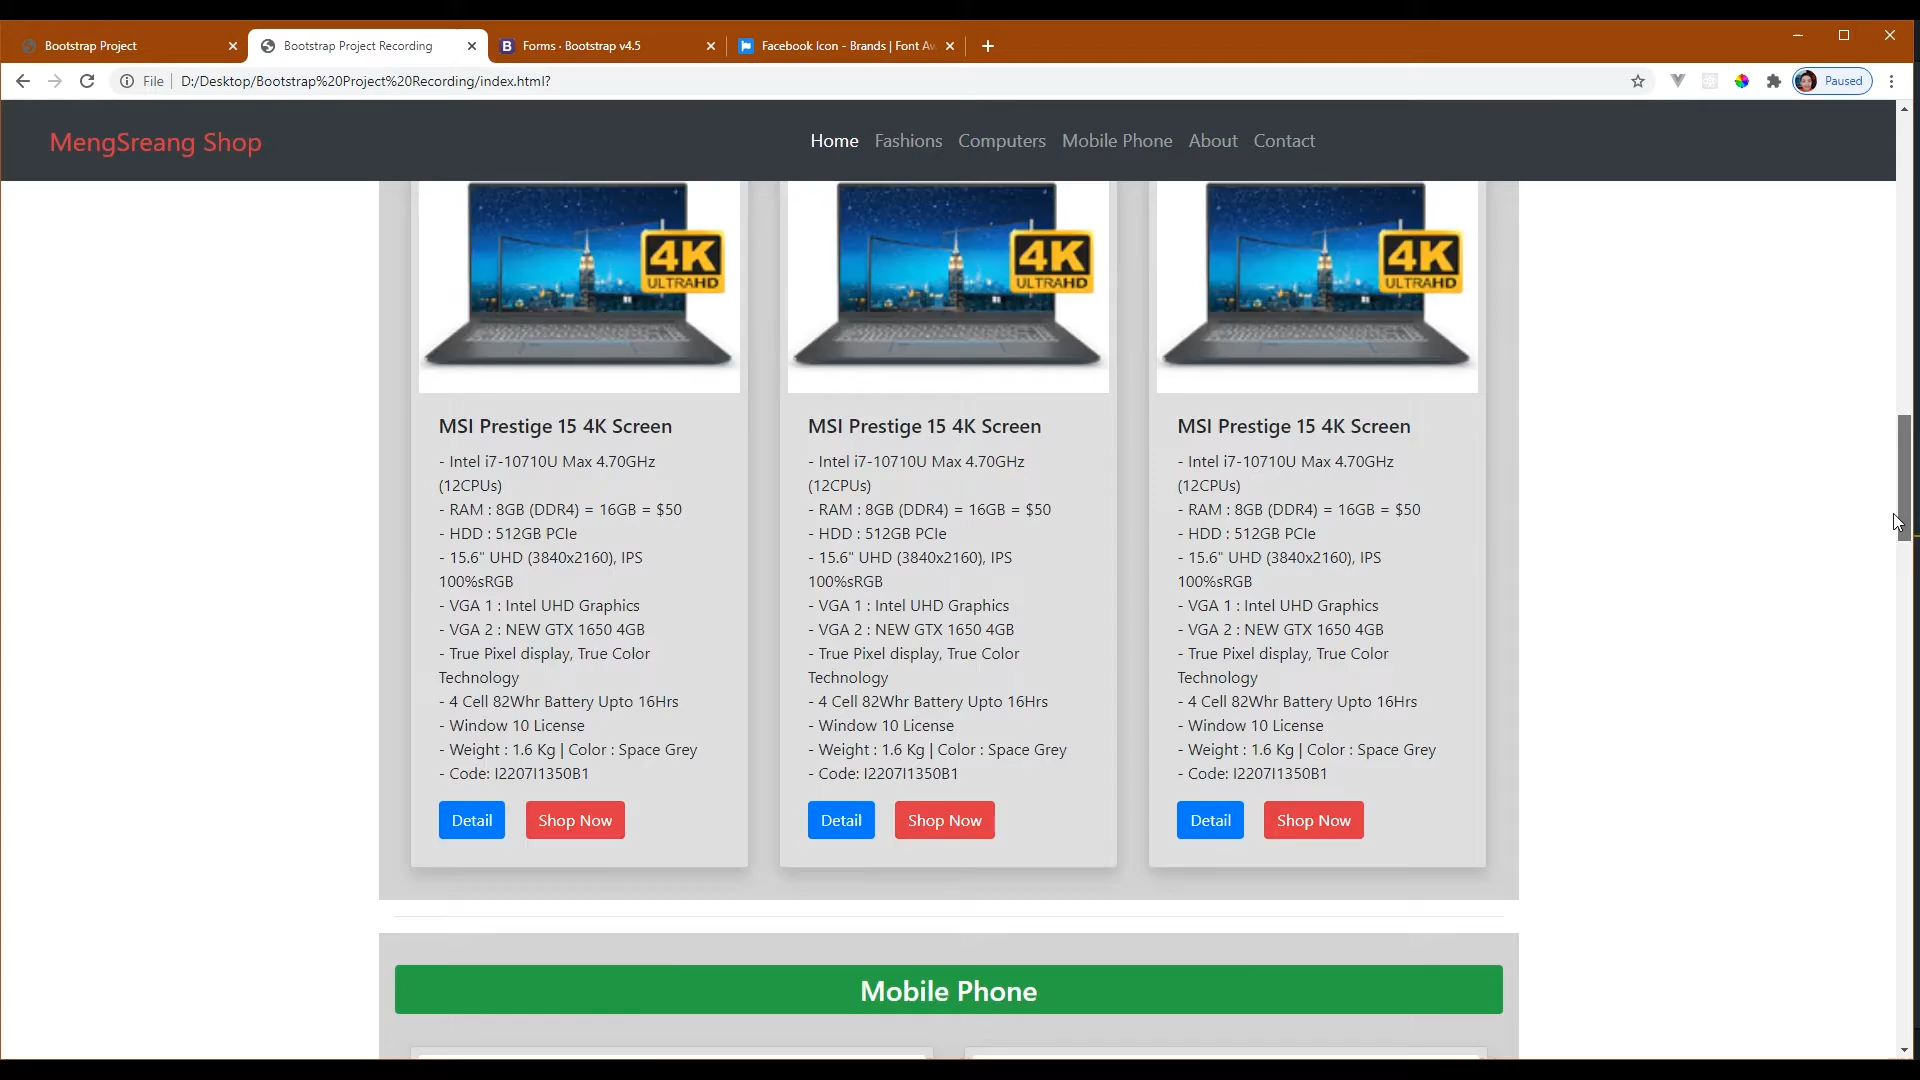 Bootstrap Project
Bootstrap Project Recording
Forms · Bootstrap v4.5
Facebook Icon - Brands | Font Aw
File
D:/Desktop/Bootstrap%20Project%20Recording/index.html?
Paused
MengSreang Shop
Home
Fashions
Computers
Mobile Phone
About
Contact
4K
ULTRAHD
4K
ULTRAHD
4K
ULTRAHD
MSI Prestige 15 4K Screen
- Intel i7-10710U Max 4.70GHz
(12CPUs)
- RAM : 8GB (DDR4) = 16GB = $50
- HDD : 512GB PCIe
- 15.6" UHD (3840x2160), IPS
100%sRGB
- VGA 1 : Intel UHD Graphics
- VGA 2 : NEW GTX 1650 4GB
- True Pixel display, True Color
Technology
- 4 Cell 82Whr Battery Upto 16Hrs
- Window 10 License
- Weight : 1.6 Kg | Color : Space Grey
- Code: I2207I1350B1
Detail
Shop Now
MSI Prestige 15 4K Screen
- Intel i7-10710U Max 4.70GHz
(12CPUs)
- RAM : 8GB (DDR4) = 16GB = $50
- HDD : 512GB PCIe
- 15.6" UHD (3840x2160), IPS
100%sRGB
- VGA 1 : Intel UHD Graphics
- VGA 2 : NEW GTX 1650 4GB
- True Pixel display, True Color
Technology
- 4 Cell 82Whr Battery Upto 16Hrs
- Window 10 License
- Weight : 1.6 Kg | Color : Space Grey
- Code: I2207I1350B1
Detail
Shop Now
MSI Prestige 15 4K Screen
- Intel i7-10710U Max 4.70GHz
(12CPUs)
- RAM : 8GB (DDR4) = 16GB = $50
- HDD : 512GB PCIe
- 15.6" UHD (3840x2160), IPS
100%sRGB
- VGA 1 : Intel UHD Graphics
- VGA 2 : NEW GTX 1650 4GB
- True Pixel display, True Color
Technology
- 4 Cell 82Whr Battery Upto 16Hrs
- Window 10 License
- Weight : 1.6 Kg | Color : Space Grey
- Code: I2207I1350B1
Detail
Shop Now
Mobile Phone